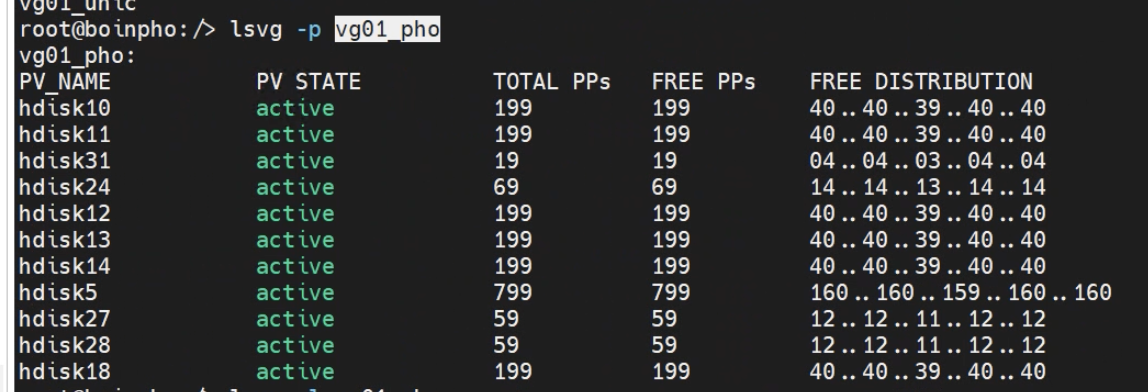 vg01_unic
root@boinpho:/> lsvg -p vg01_pho
vg01_pho:
PV_NAME PV STATE TOTAL PPs FREE PPs FREE DISTRIBUTION
hdisk10 active 199 199 40..40..39..40..40
hdisk11 active 199 199 40..40..39..40..40
hdisk31 active 19 19 04..04..03..04..04
hdisk24 active 69 69 14..14..13..14..14
hdisk12 active 199 199 40..40..39..40..40
hdisk13 active 199 199 40..40..39..40..40
hdisk14 active 199 199 40..40..39..40..40
hdisk5 active 799 799 160..160..159..160..160
hdisk27 active 59 59 12..12..11..12..12
hdisk28 active 59 59 12..12..11..12..12
hdisk18 active 199 199 40..40..39..40..40